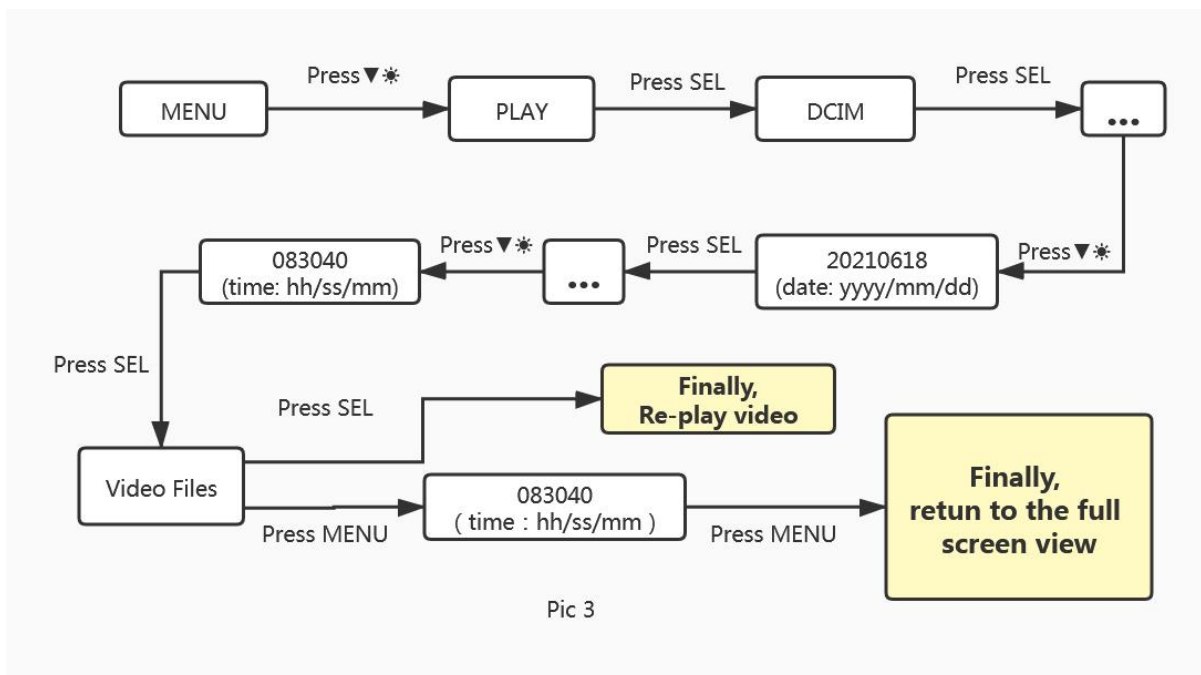 MENU
Press▼☀
PLAY
Press SEL
DCIM
Press SEL
...
Press▼☀
20210618
(date: yyyy/mm/dd)
Press SEL
...
Press▼☀
083040
(time: hh/ss/mm)
Press SEL
Video Files
Press SEL
Finally,
Re-play video
Press MENU
083040
( time : hh/ss/mm )
Press MENU
Finally,
retun to the full
screen view
Pic 3